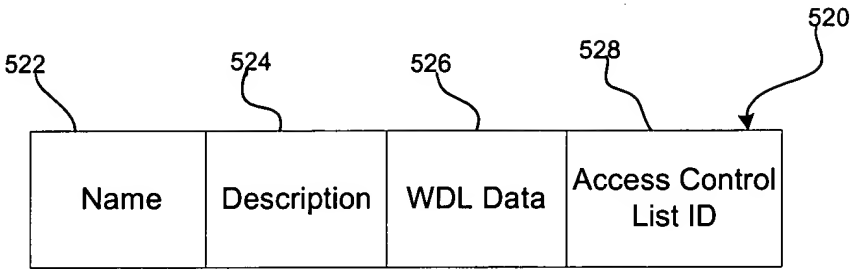 520
522
524
526
528
Name
Description
WDL Data
Access Control
List ID